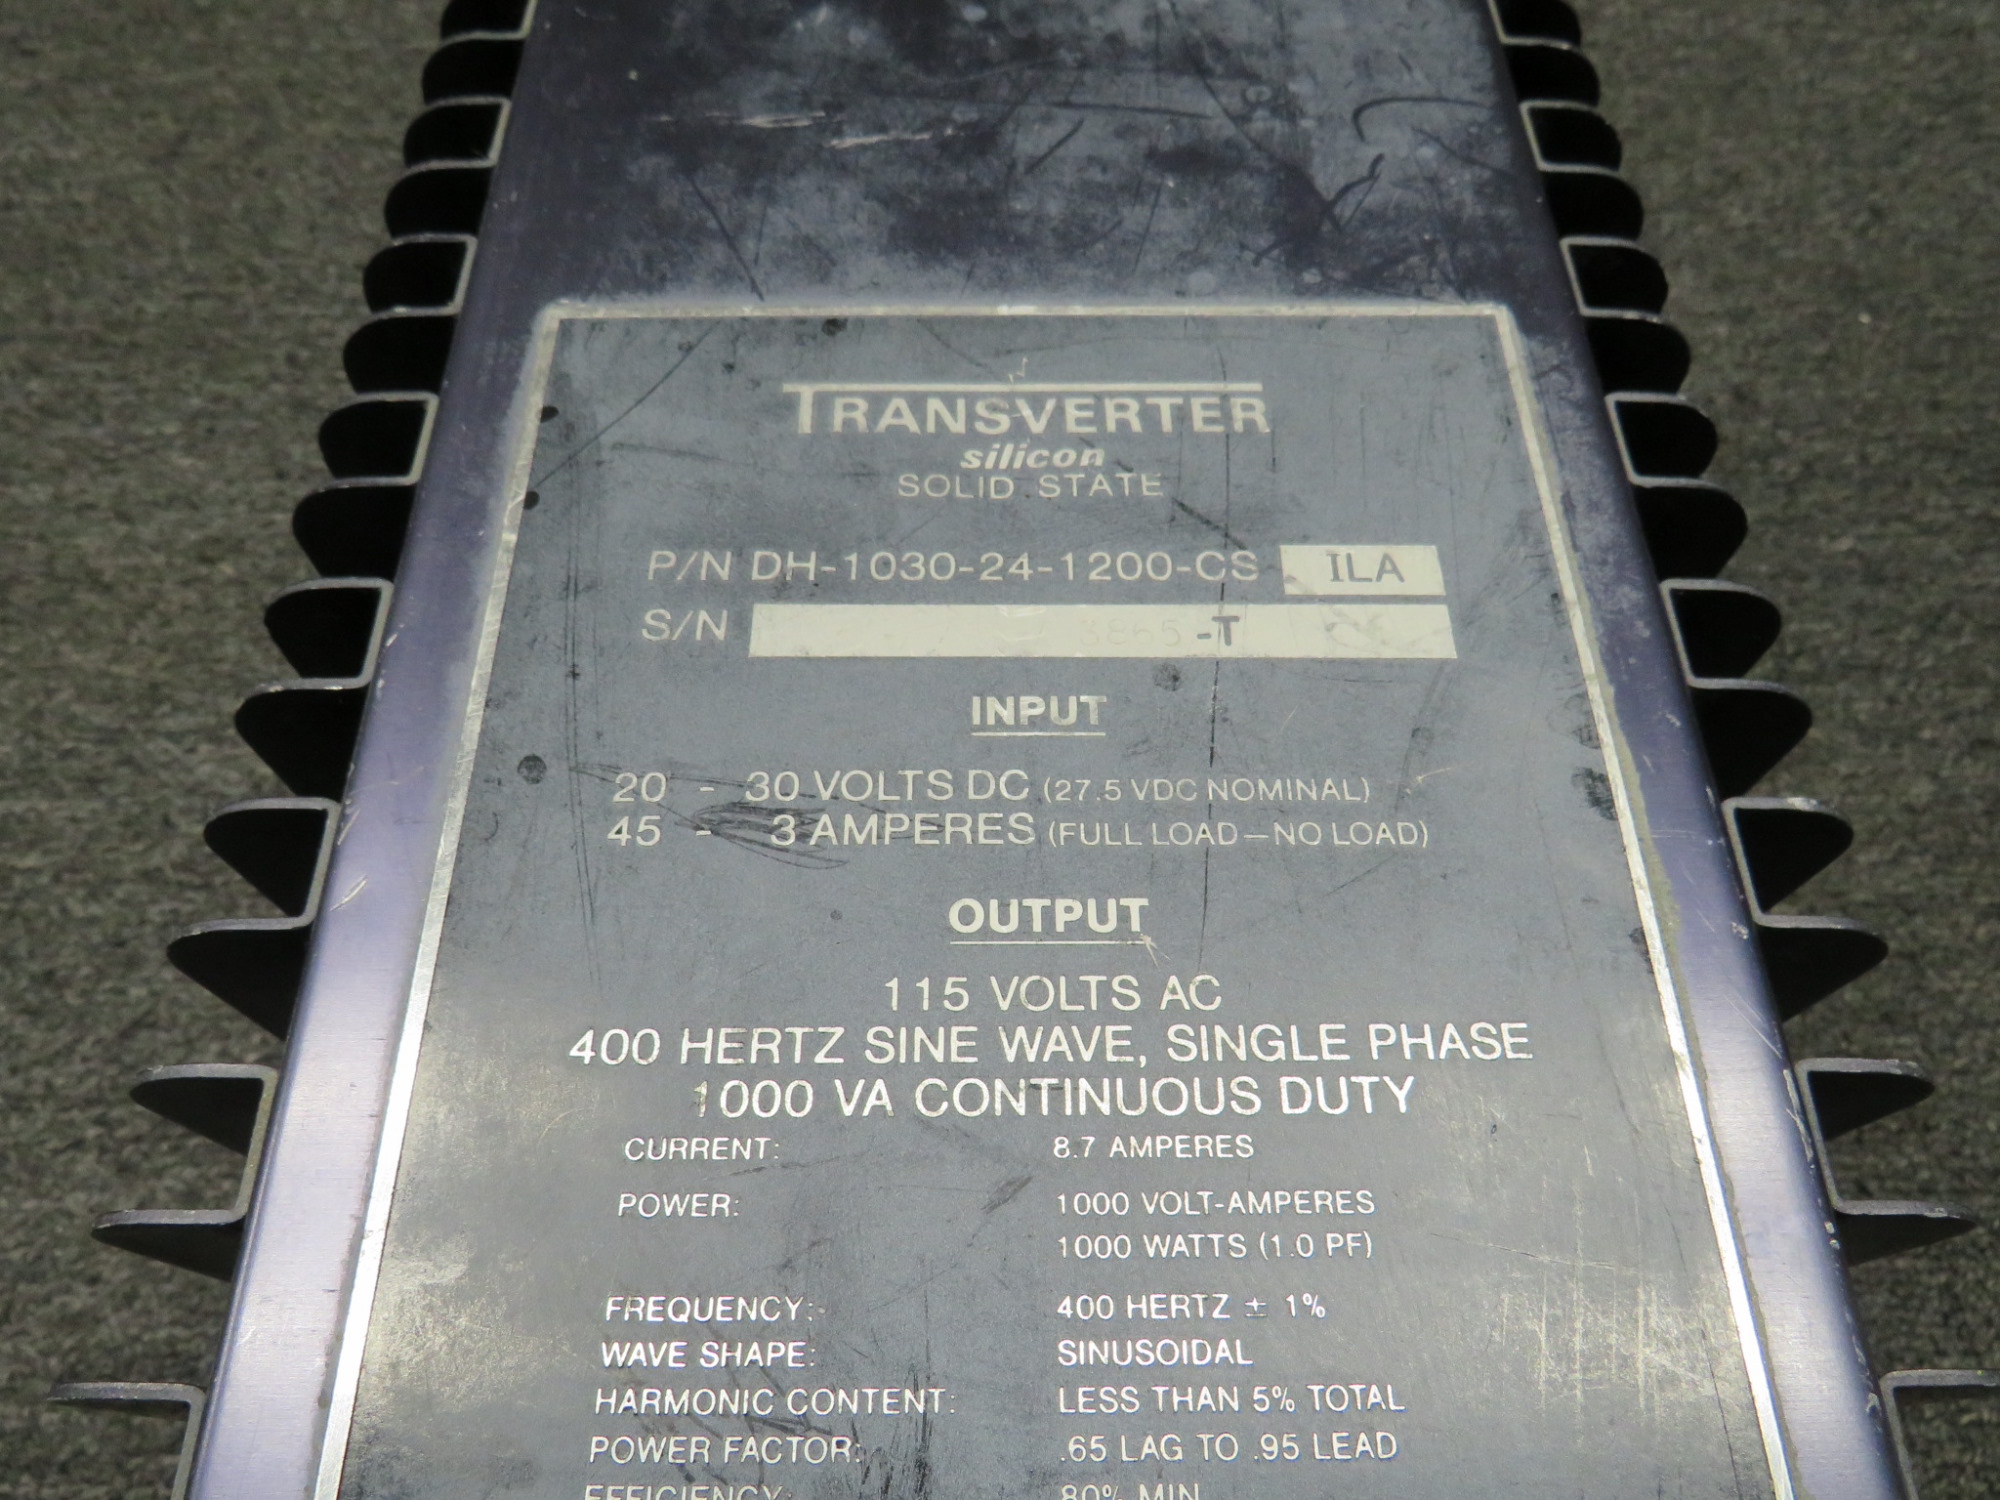 TRANSVERTER
silicon
SOLID STATE
P/N DH-1030-24-1200-CS ILA
S/N 3865-T
INPUT
20 - 30 VOLTS DC (27.5 VDC NOMINAL)
45 - 3 AMPERES (FULL LOAD—NO LOAD)
OUTPUT
115 VOLTS AC
400 HERTZ SINE WAVE, SINGLE PHASE
1000 VA CONTINUOUS DUTY
CURRENT: 8.7 AMPERES
POWER: 1000 VOLT-AMPERES
1000 WATTS (1.0 PF)
FREQUENCY: 400 HERTZ ± 1%
WAVE SHAPE: SINUSOIDAL
HARMONIC CONTENT: LESS THAN 5% TOTAL
POWER FACTOR: .65 LAG TO .95 LEAD
EFFICIENCY: 80% MIN